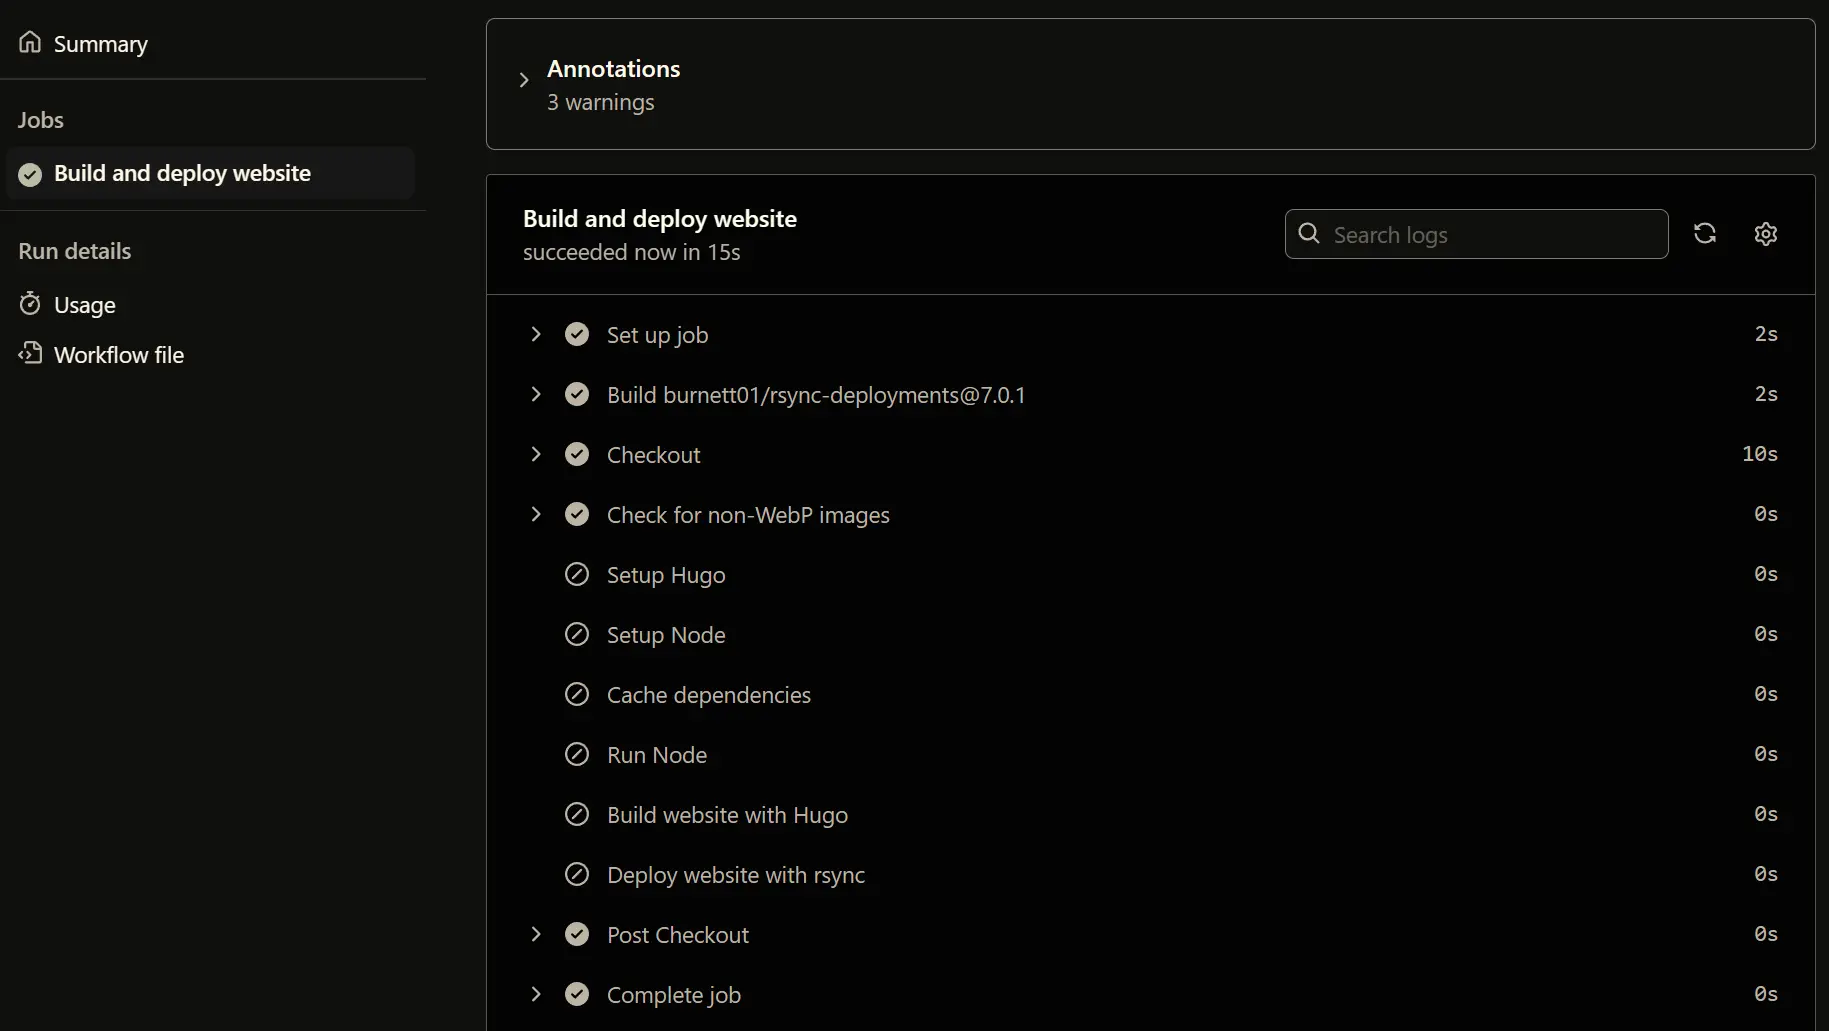 Summary
Jobs
Build and deploy website
Run details
Usage
Workflow file
Annotations
3 warnings
Build and deploy website
succeeded now in 15s
Search logs
Set up job 2s
Build burnett01/rsync-deployments@7.0.1 2s
Checkout 10s
Check for non-WebP images 0s
Setup Hugo 0s
Setup Node 0s
Cache dependencies 0s
Run Node 0s
Build website with Hugo 0s
Deploy website with rsync 0s
Post Checkout 0s
Complete job 0s